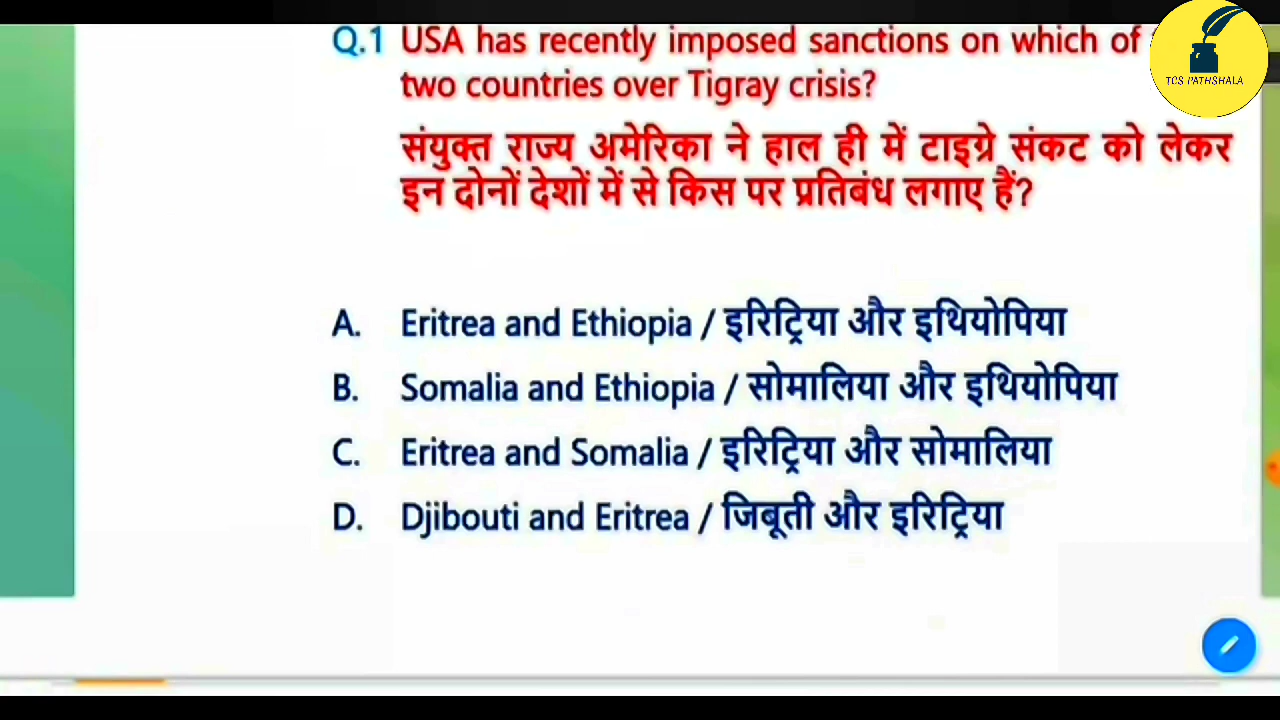 Q.1 USA has recently imposed sanctions on which of
two countries over Tigray crisis?
संयुक्त राज्य अमेरिका ने हाल ही में टाइग्रे संकट को लेकर
इन दोनों देशों में से किस पर प्रतिबंध लगाए हैं?
A. Eritrea and Ethiopia / इरिट्रिया और इथियोपिया
B. Somalia and Ethiopia / सोमालिया और इथियोपिया
C. Eritrea and Somalia / इरिट्रिया और सोमालिया
D. Djibouti and Eritrea / जिबूती और इरिट्रिया
TCS PATHSHALA